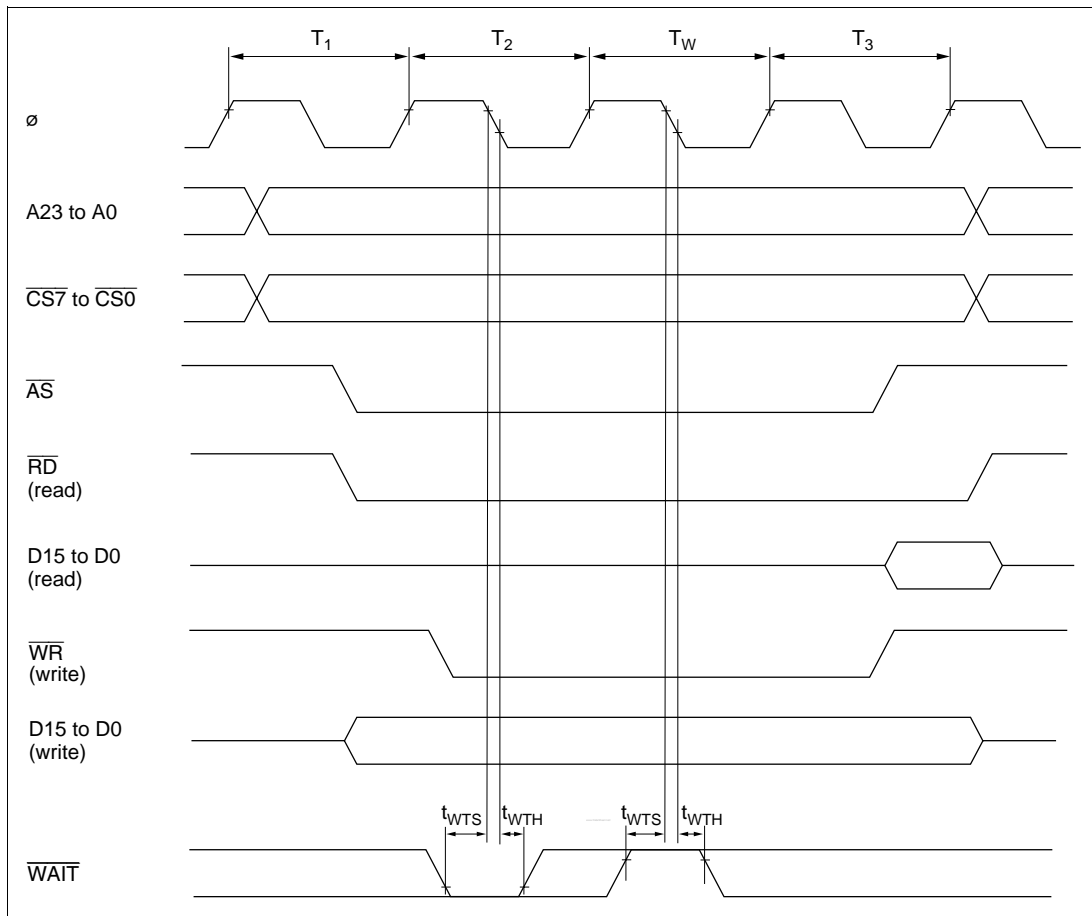 T1 T2 TW T3
ø
A23 to A0
CS7 to CS0
AS
RD
(read)
D15 to D0
(read)
WR
(write)
D15 to D0
(write)
tWTS tWTH tWTS tWTH
WAIT